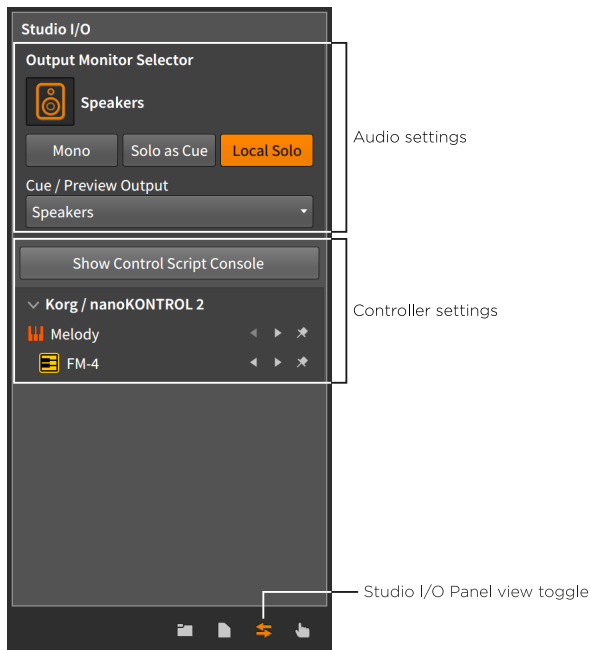 Studio I/O
Output Monitor Selector
Speakers
Mono
Solo as Cue
Local Solo
Audio settings
Cue / Preview Output
Speakers
Show Control Script Console
Korg / nanoKONTROL 2
Controller settings
Melody
FM-4
Studio I/O Panel view toggle